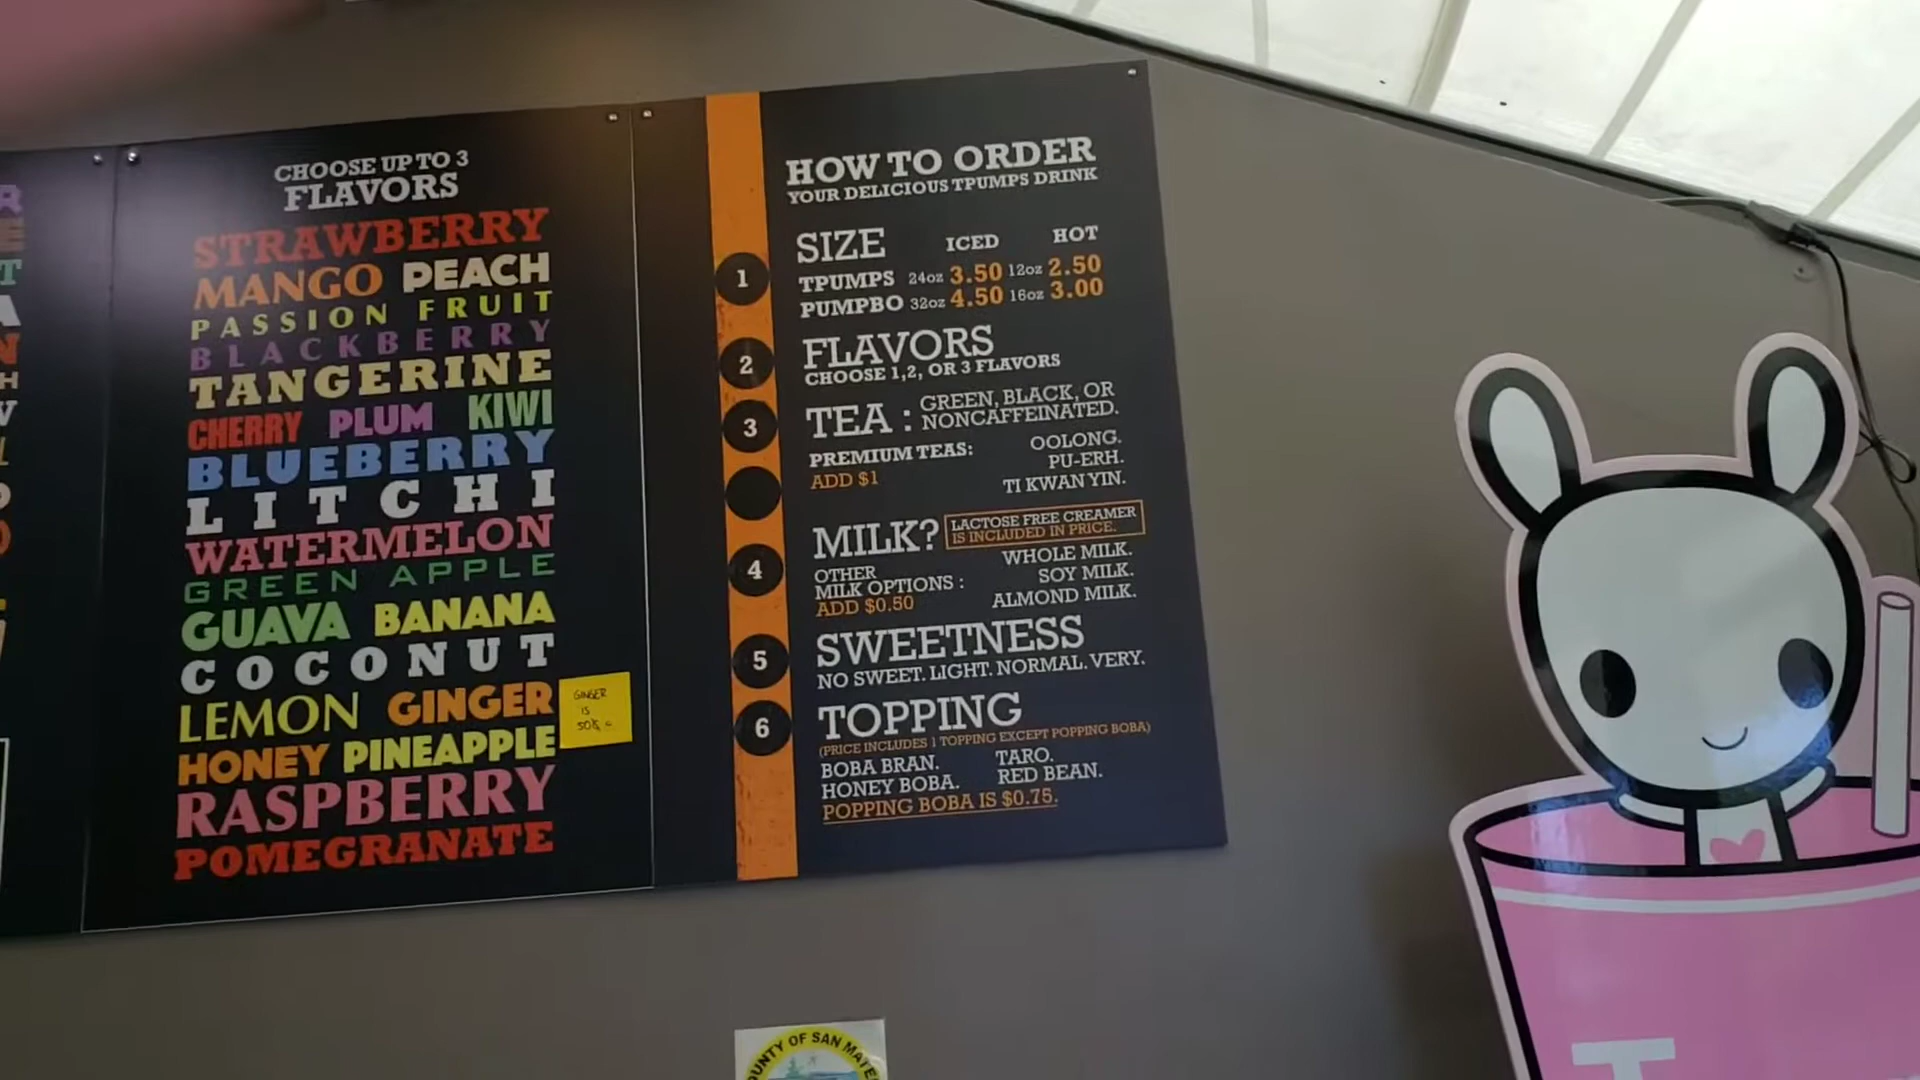 CHOOSE UP TO 3
FLAVORS
STRAWBERRY
MANGO PEACH
PASSION FRUIT
BLACKBERRY
TANGERINE
CHERRY PLUM KIWI
BLUEBERRY
LITCHI
WATERMELON
GREEN APPLE
GUAVA BANANA
COCONUT
LEMON GINGER
HONEY PINEAPPLE
RASPBERRY
POMEGRANATE
GINGER
IS
50¢
HOW TO ORDER
YOUR DELICIOUS TPUMPS DRINK
SIZE ICED HOT
1
TPUMPS 24oz 3.50 12oz 2.50
PUMPBO 32oz 4.50 16oz 3.00
2
FLAVORS
CHOOSE 1,2, OR 3 FLAVORS
3
TEA : GREEN, BLACK, OR
NONCAFFEINATED.
PREMIUM TEAS: OOLONG.
ADD $1 PU-ERH.
TI KWAN YIN.
MILK? LACTOSE FREE CREAMER
IS INCLUDED IN PRICE.
4
OTHER WHOLE MILK.
MILK OPTIONS : SOY MILK.
ADD $0.50 ALMOND MILK.
5
SWEETNESS
NO SWEET. LIGHT. NORMAL. VERY.
6
TOPPING
(PRICE INCLUDES 1 TOPPING EXCEPT POPPING BOBA)
BOBA BRAN. TARO.
HONEY BOBA. RED BEAN.
POPPING BOBA IS $0.75.
OF SAN
T